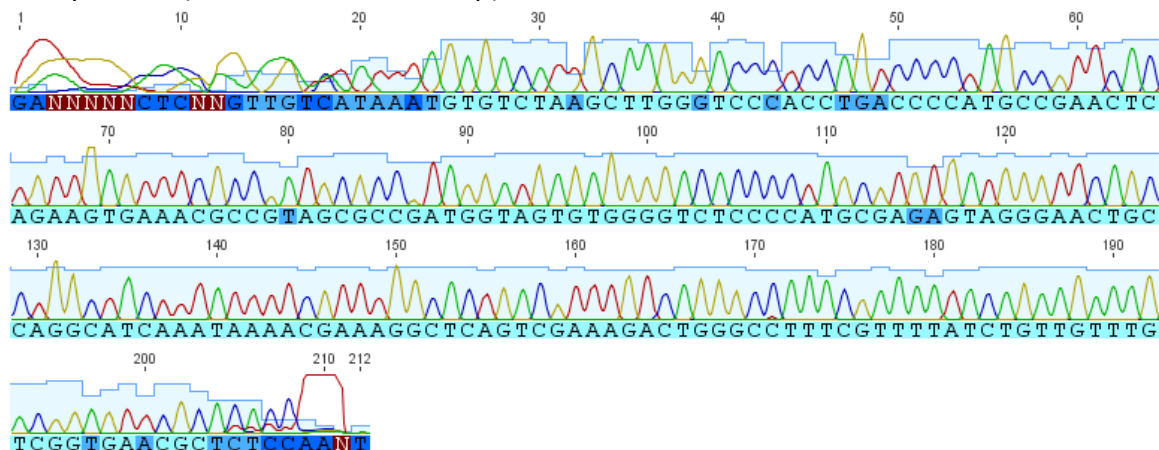 1 10 20 30 40 50 60
GANNNNNCTCNNGTTGTCATAAATGTGTCTAAGCTTGGGTCCCACCTGACCCCATGCCGAACTC
70 80 90 100 110 120
AGAAGTGAAACGCCGTAGCGCCGATGGTAGTGTGGGGTCTCCCCATGCGAGAGTAGGGAACTGC
130 140 150 160 170 180 190
CAGGCATCAAATAAAACGAAAGGCTCAGTCGAAAGACTGGGCCTTTCGTTTTATCTGTTGTTTG
200 210 212
TCGGTGAACGCTCTCCAANT